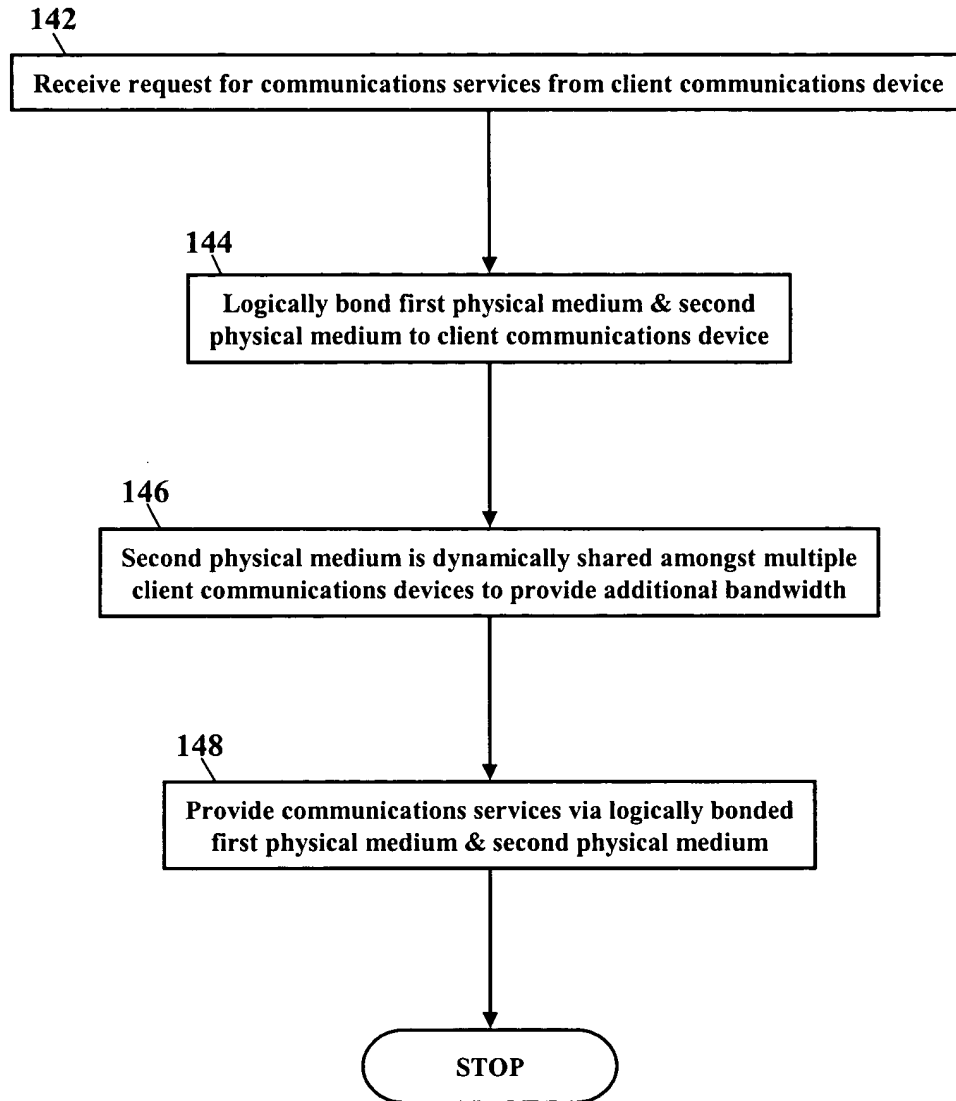 142
Receive request for communications services from client communications device
144
Logically bond first physical medium & second
physical medium to client communications device
146
Second physical medium is dynamically shared amongst multiple
client communications devices to provide additional bandwidth
148
Provide communications services via logically bonded
first physical medium & second physical medium
STOP